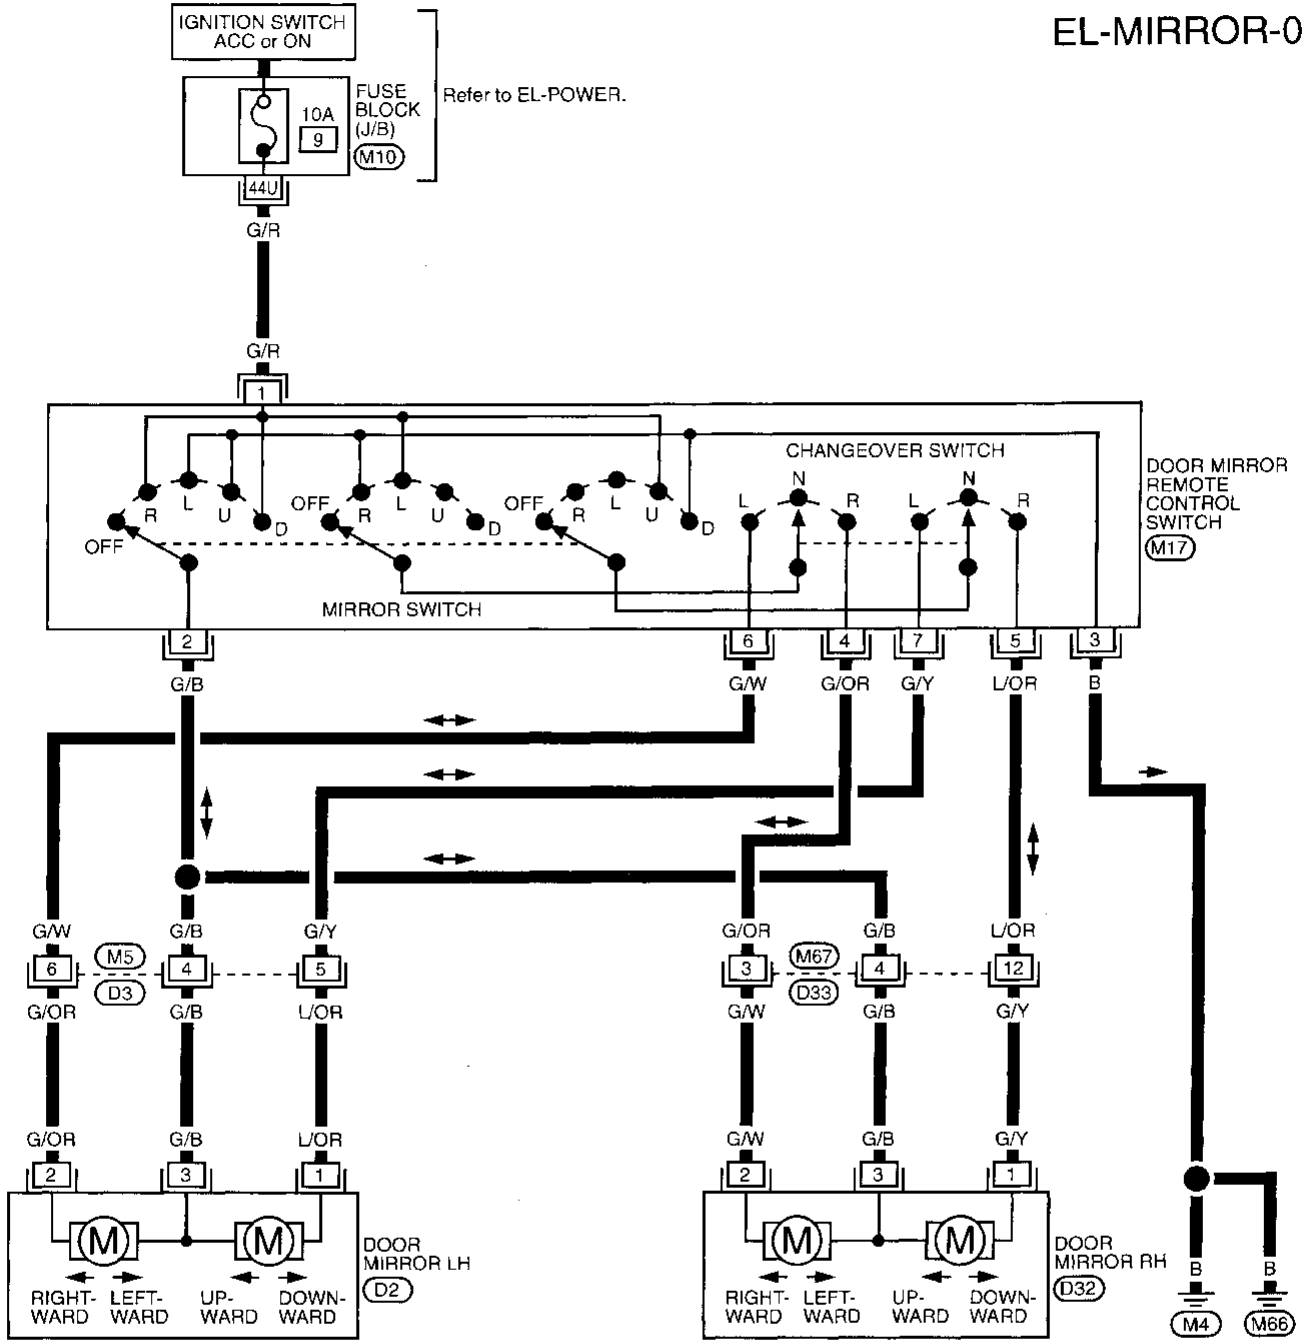 EL-MIRROR-0
IGNITION SWITCH
ACC or ON
FUSE
BLOCK
(J/B)
M10
10A
9
Refer to EL-POWER.
44U
G/R
G/R
1
CHANGEOVER SWITCH
DOOR MIRROR
REMOTE
CONTROL
SWITCH
M17
OFF R L U D
OFF R L U D
OFF R L U D
L N R
L N R
MIRROR SWITCH
2 6 4 7 5 3
G/B G/W G/OR G/Y L/OR B
G/W G/B G/Y G/OR G/B L/OR
6 M5 4 5 3 M67 4 12
D3 D33
G/OR G/B L/OR G/W G/B G/Y
G/OR G/B L/OR G/W G/B G/Y
2 3 1 2 3 1
M M M M
DOOR
MIRROR LH
D2
DOOR
MIRROR RH
D32
RIGHT- LEFT- UP- DOWN- RIGHT- LEFT- UP- DOWN-
WARD WARD WARD WARD WARD WARD WARD WARD
B B
M4 M66